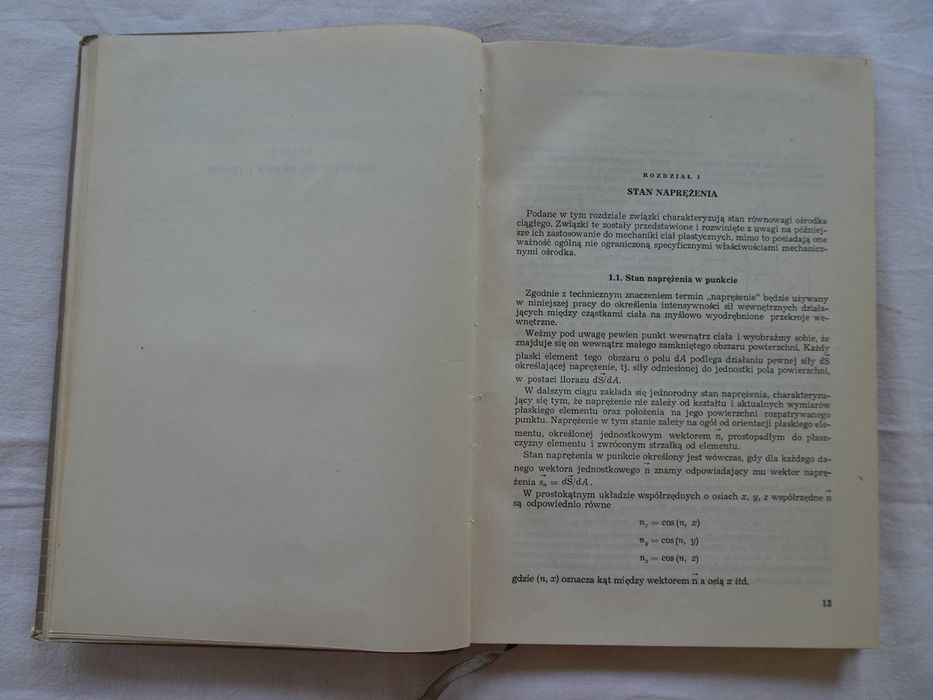 ROZDZIAŁ 1
STAN NAPRĘŻENIA
Podane w tym rozdziale związki charakteryzują stan równowagi ośrodka
ciągłego. Związki te zostały przedstawione i rozwinięte z uwagi na później-
sze ich zastosowanie do mechaniki ciał plastycznych, mimo to posiadają one
ważność ogólną nie ograniczoną specyficznymi właściwościami mechanicz-
nymi ośrodka.
1.1. Stan naprężenia w punkcie
Zgodnie z technicznym znaczeniem termin „naprężenie" będzie używany
w niniejszej pracy do określenia intensywności sił wewnętrznych działa-
jących między cząstkami ciała na myślowo wyodrębnione przekroje we-
wnętrzne.
Weźmy pod uwagę pewien punkt wewnątrz ciała i wyobraźmy sobie, że
znajduje się on wewnątrz małego zamkniętego obszaru powierzchni. Każdy
płaski element tego obszaru o polu dA podlega działaniu pewnej siły dS⃗
określającej naprężenie, tj. siły odniesionej do jednostki pola powierzchni,
w postaci ilorazu dS⃗/dA.
W dalszym ciągu zakłada się jednorodny stan naprężenia, charakteryzu-
jący się tym, że naprężenie nie zależy od kształtu i aktualnych wymiarów
płaskiego elementu oraz położenia na jego powierzchni rozpatrywanego
punktu. Naprężenie w tym stanie zależy na ogół od orientacji płaskiego ele-
mentu, określonej jednostkowym wektorem n⃗, prostopadłym do płasz-
czyzny elementu i zwróconym strzałką od elementu.
Stan naprężenia w punkcie określony jest wówczas, gdy dla każdego da-
nego wektora jednostkowego n⃗ znamy odpowiadający mu wektor naprę-
żenia s⃗ₙ = dS⃗/dA.
W prostokątnym układzie współrzędnych o osiach x, y, z współrzędne n⃗
są odpowiednio równe
nₓ = cos (n, x)
n_y = cos (n, y)
n_z = cos (n, z)
gdzie (n, x) oznacza kąt między wektorem n⃗ a osią x itd.
13